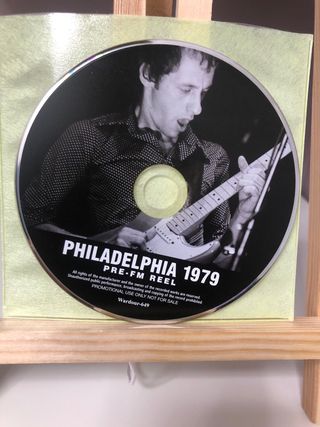 PHILADELPHIA 1979
PRE-FM REEL
All rights of the manufacturer and the owner of the recorded works are reserved.
Unauthorized public performance, broadcasting and copying of the record prohibited.
PROMOTIONAL USE ONLY NOT FOR SALE
Wardour-649